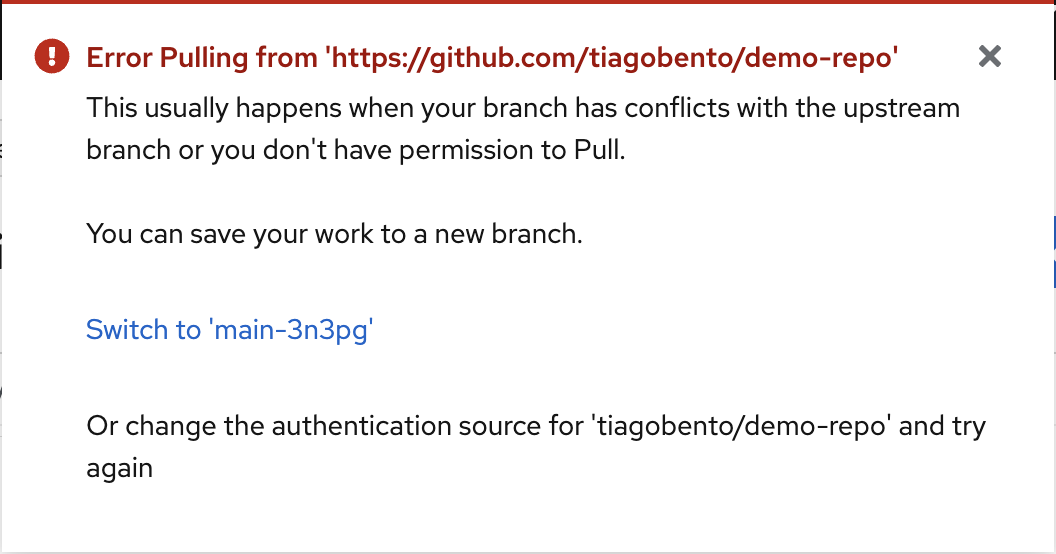 Error Pulling from 'https://github.com/tiagobento/demo-repo'
This usually happens when your branch has conflicts with the upstream
branch or you don't have permission to Pull.
You can save your work to a new branch.
Switch to 'main-3n3pg'
Or change the authentication source for 'tiagobento/demo-repo' and try
again